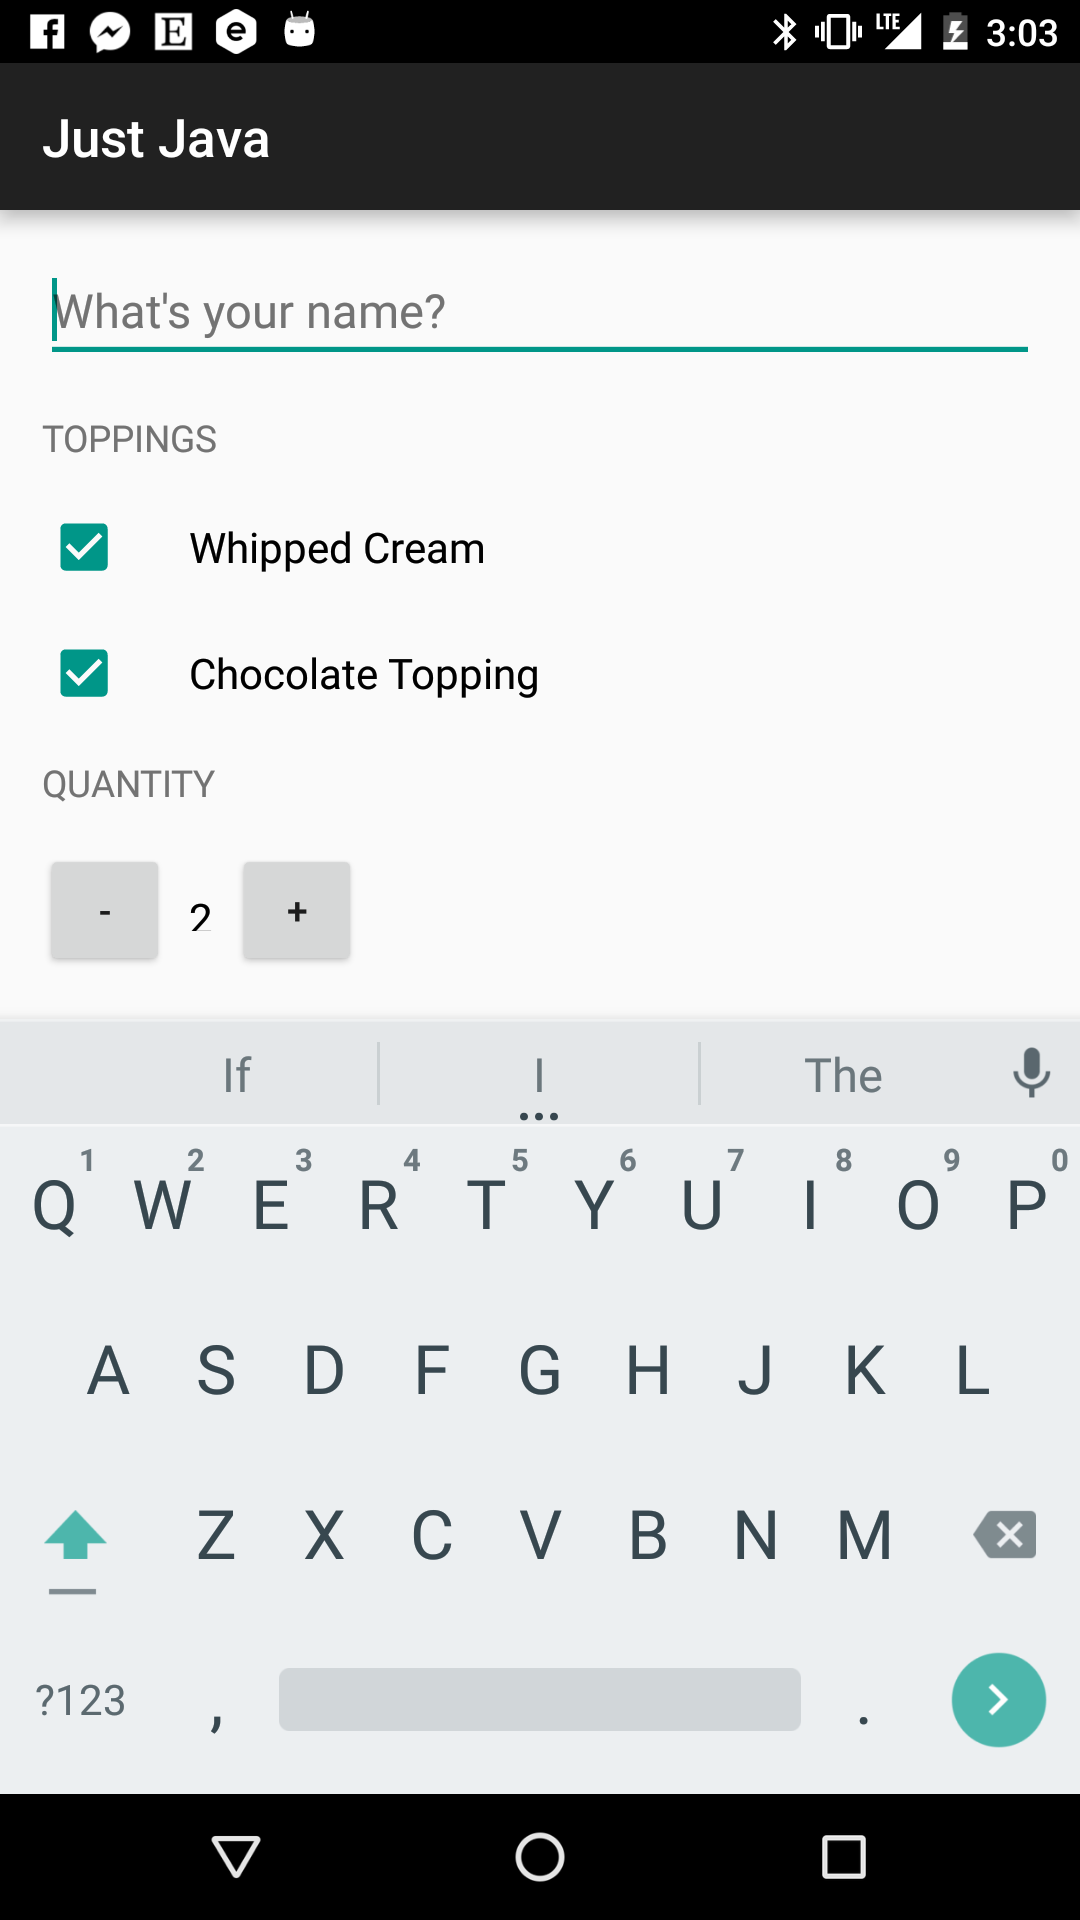 LTE 3:03
Just Java
What's your name?
TOPPINGS
Whipped Cream
Chocolate Topping
QUANTITY
- 2 +
If I The
1 2 3 4 5 6 7 8 9 0
Q W E R T Y U I O P
A S D F G H J K L
Z X C V B N M
?123 , .